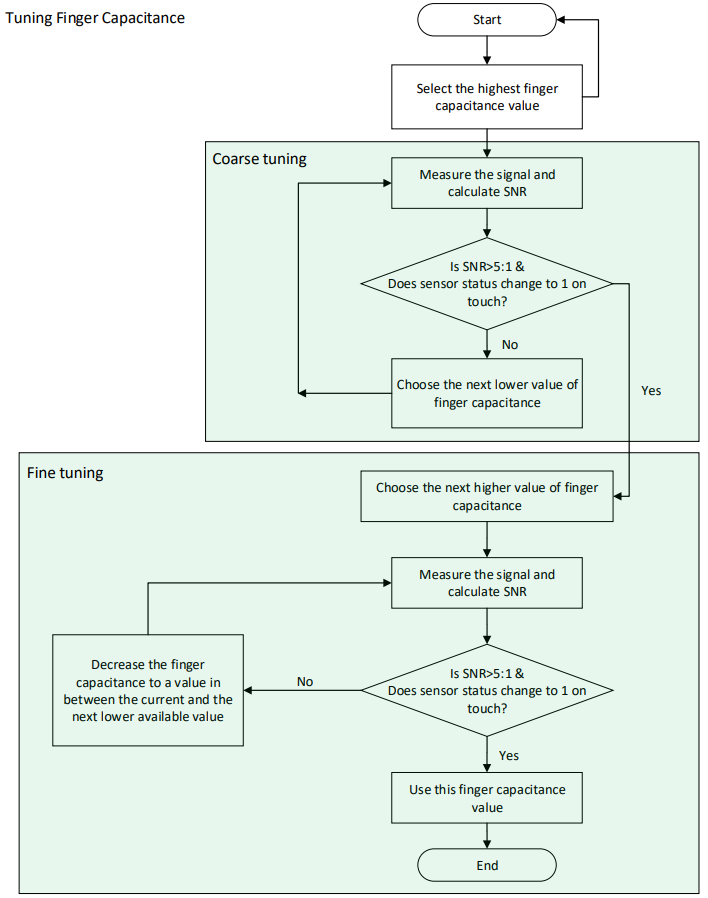 Tuning Finger Capacitance
Start
Select the highest finger
capacitance value
Coarse tuning
Measure the signal and
calculate SNR
Is SNR>5:1 &
Does sensor status change to 1 on
touch?
No
Yes
Choose the next lower value of
finger capacitance
Fine tuning
Choose the next higher value of finger
capacitance
Measure the signal and
calculate SNR
Decrease the finger
capacitance to a value in
between the current and the
next lower available value
No
Is SNR>5:1 &
Does sensor status change to 1 on
touch?
Yes
Use this finger capacitance
value
End